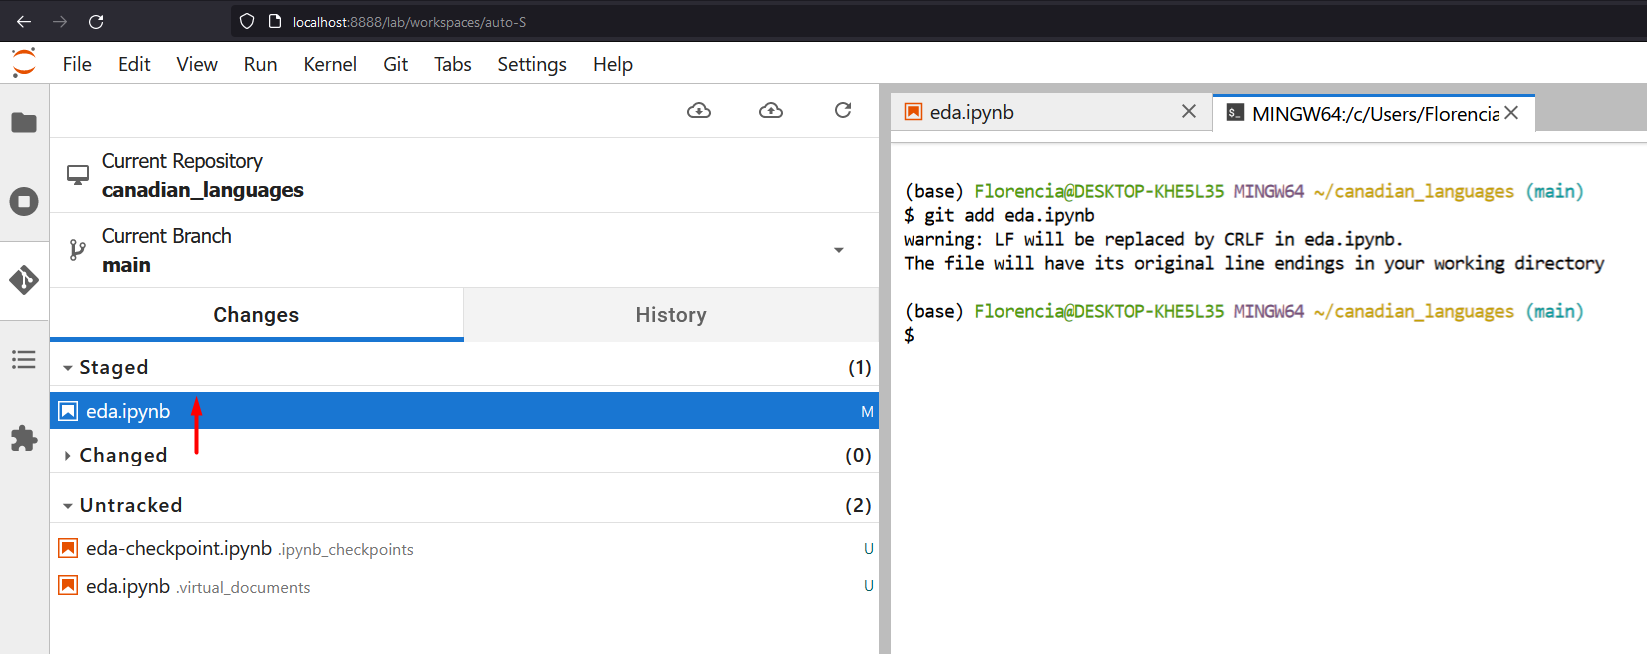 localhost:8888/lab/workspaces/auto-S
File Edit View Run Kernel Git Tabs Settings Help
Current Repository
canadian_languages
Current Branch
main
Changes History
Staged (1)
eda.ipynb M
Changed (0)
Untracked (2)
eda-checkpoint.ipynb .ipynb_checkpoints U
eda.ipynb .virtual_documents U
eda.ipynb
$_ MINGW64:/c/Users/Florencia
(base) Florencia@DESKTOP-KHE5L35 MINGW64 ~/canadian_languages (main)
$ git add eda.ipynb
warning: LF will be replaced by CRLF in eda.ipynb.
The file will have its original line endings in your working directory
(base) Florencia@DESKTOP-KHE5L35 MINGW64 ~/canadian_languages (main)
$